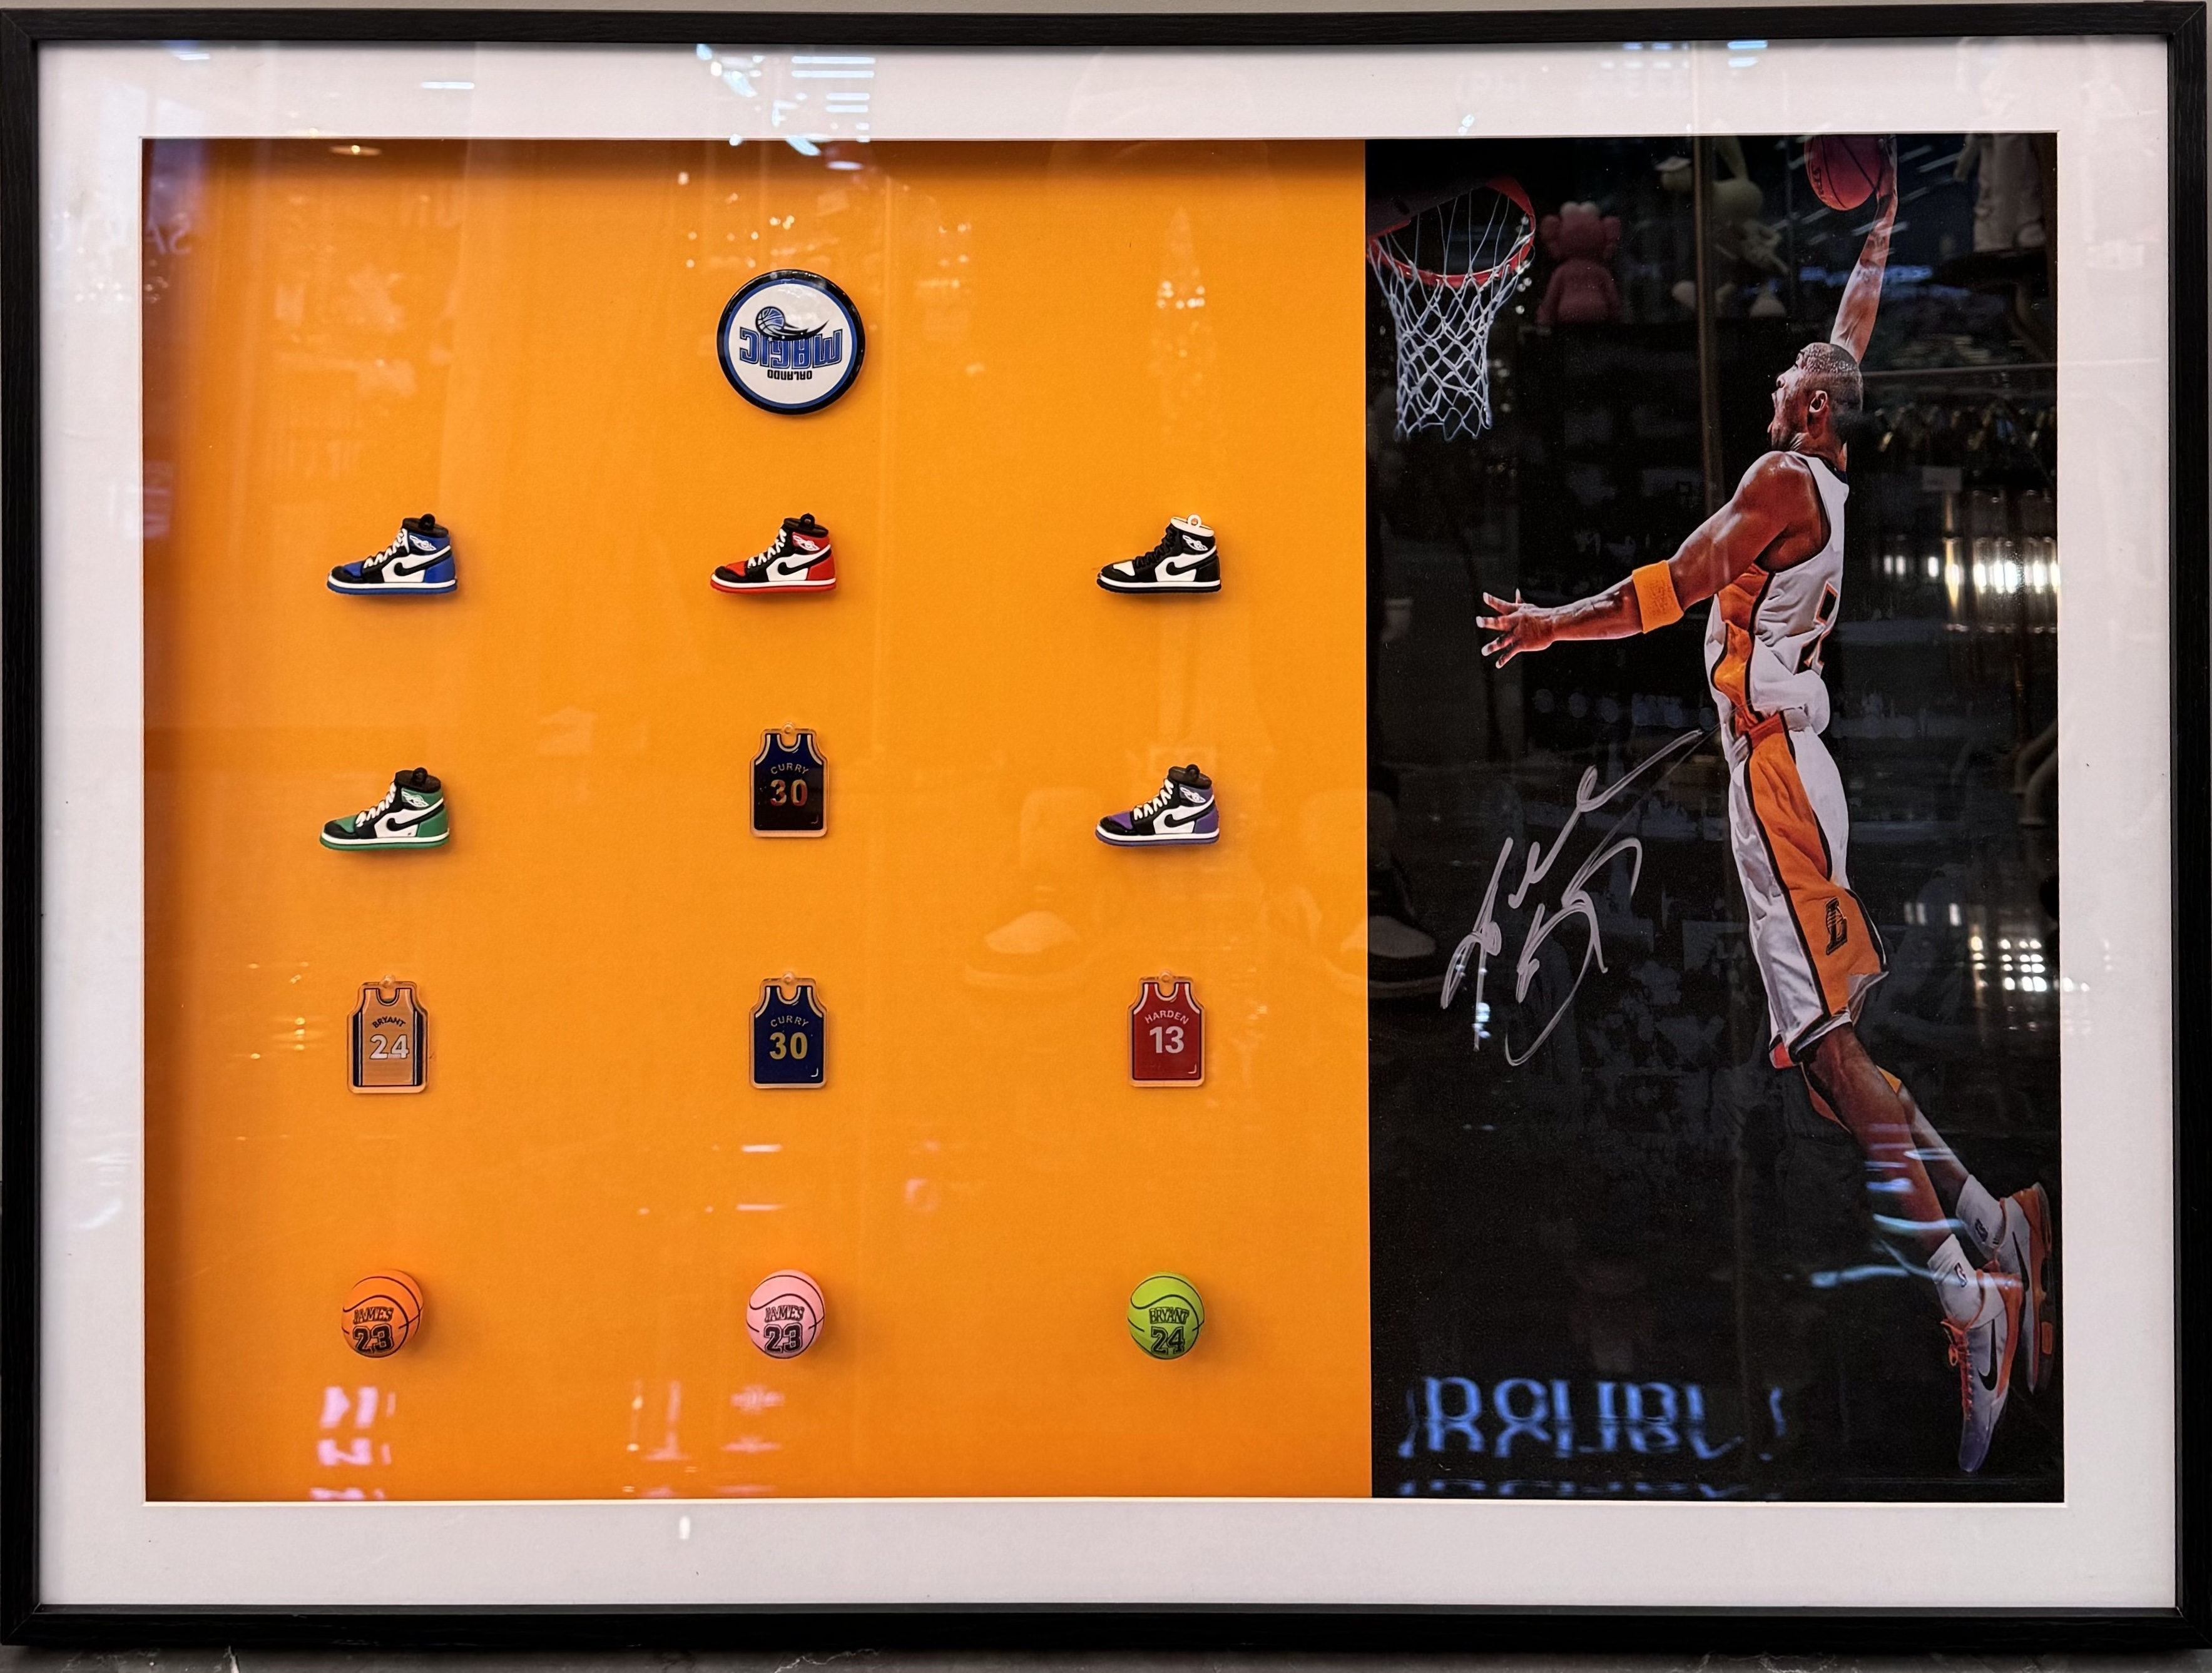 MAGIC
ORLANDO
CURRY
30
BRYANT
24
CURRY
30
HARDEN
13
JAMES
23
JAMES
23
BRYANT
24
L